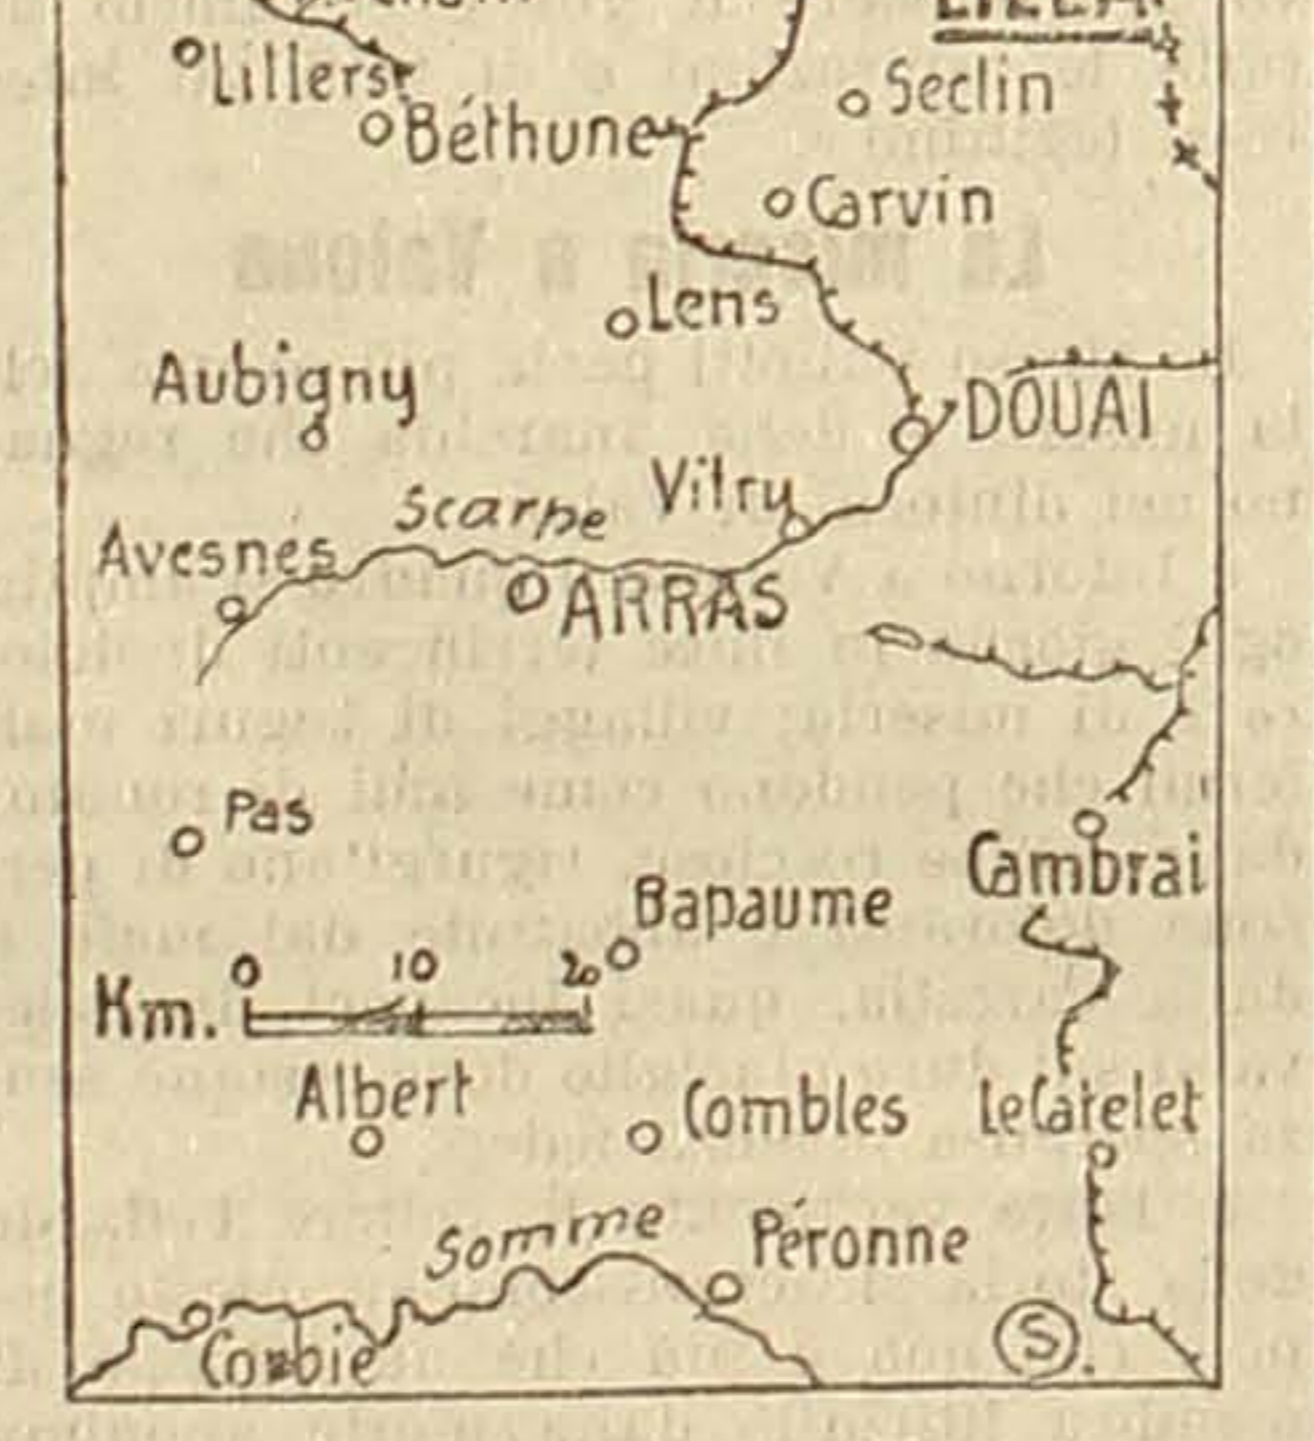 Lillers
Seclin
Béthune
Carvin
Lens
Aubigny
DOUAI
Vitry
Scarpe
Avesnes
ARRAS
Pas
Cambrai
Bapaume
0 10 20
Km.
Albert
Combles
LeCatelet
Somme
Péronne
S.
Corbie